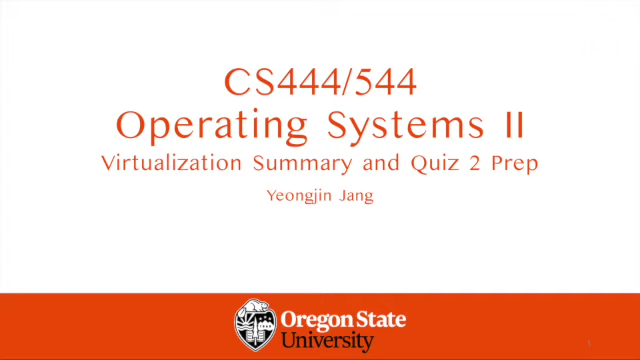 CS444/544
Operating Systems II
Virtualization Summary and Quiz 2 Prep
Yeongjin Jang
Oregon State
University
1